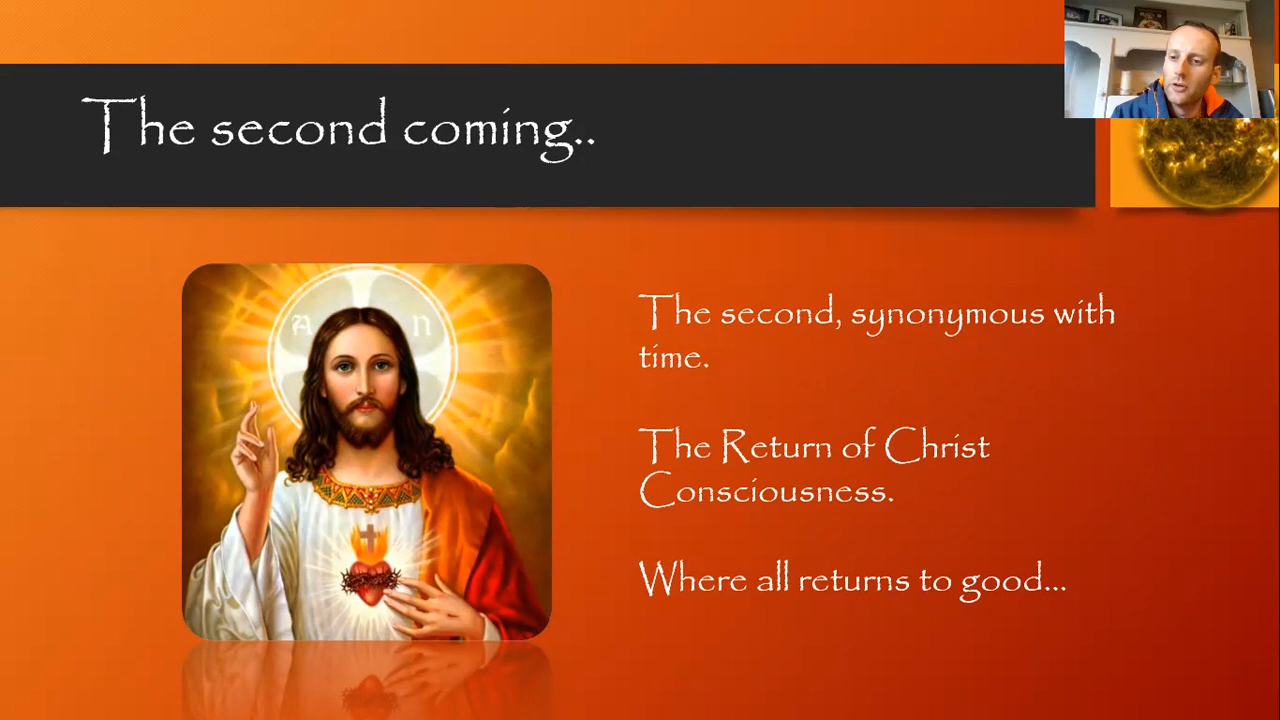 The second coming..
A Ω
The second, synonymous with
time.
The Return of Christ
Consciousness.
Where all returns to good...